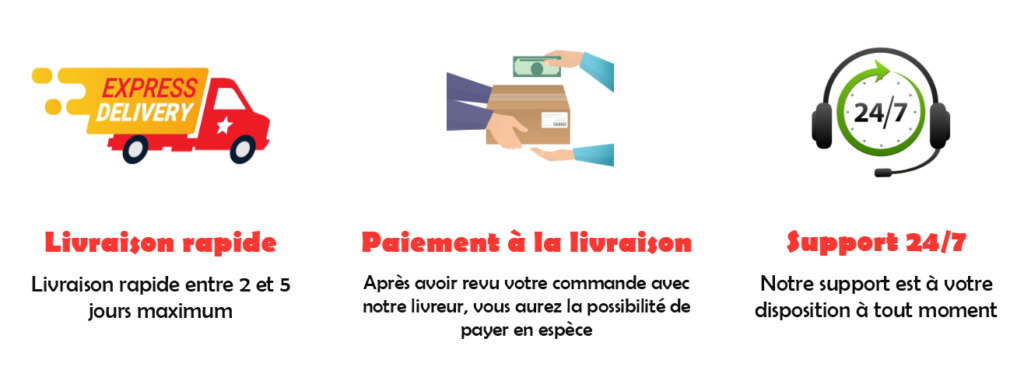 EXPRESS
DELIVERY
24/7
Livraison rapide
Livraison rapide entre 2 et 5
jours maximum
Paiement à la livraison
Après avoir revu votre commande avec
notre livreur, vous aurez la possibilité de
payer en espèce
Support 24/7
Notre support est à votre
disposition à tout moment